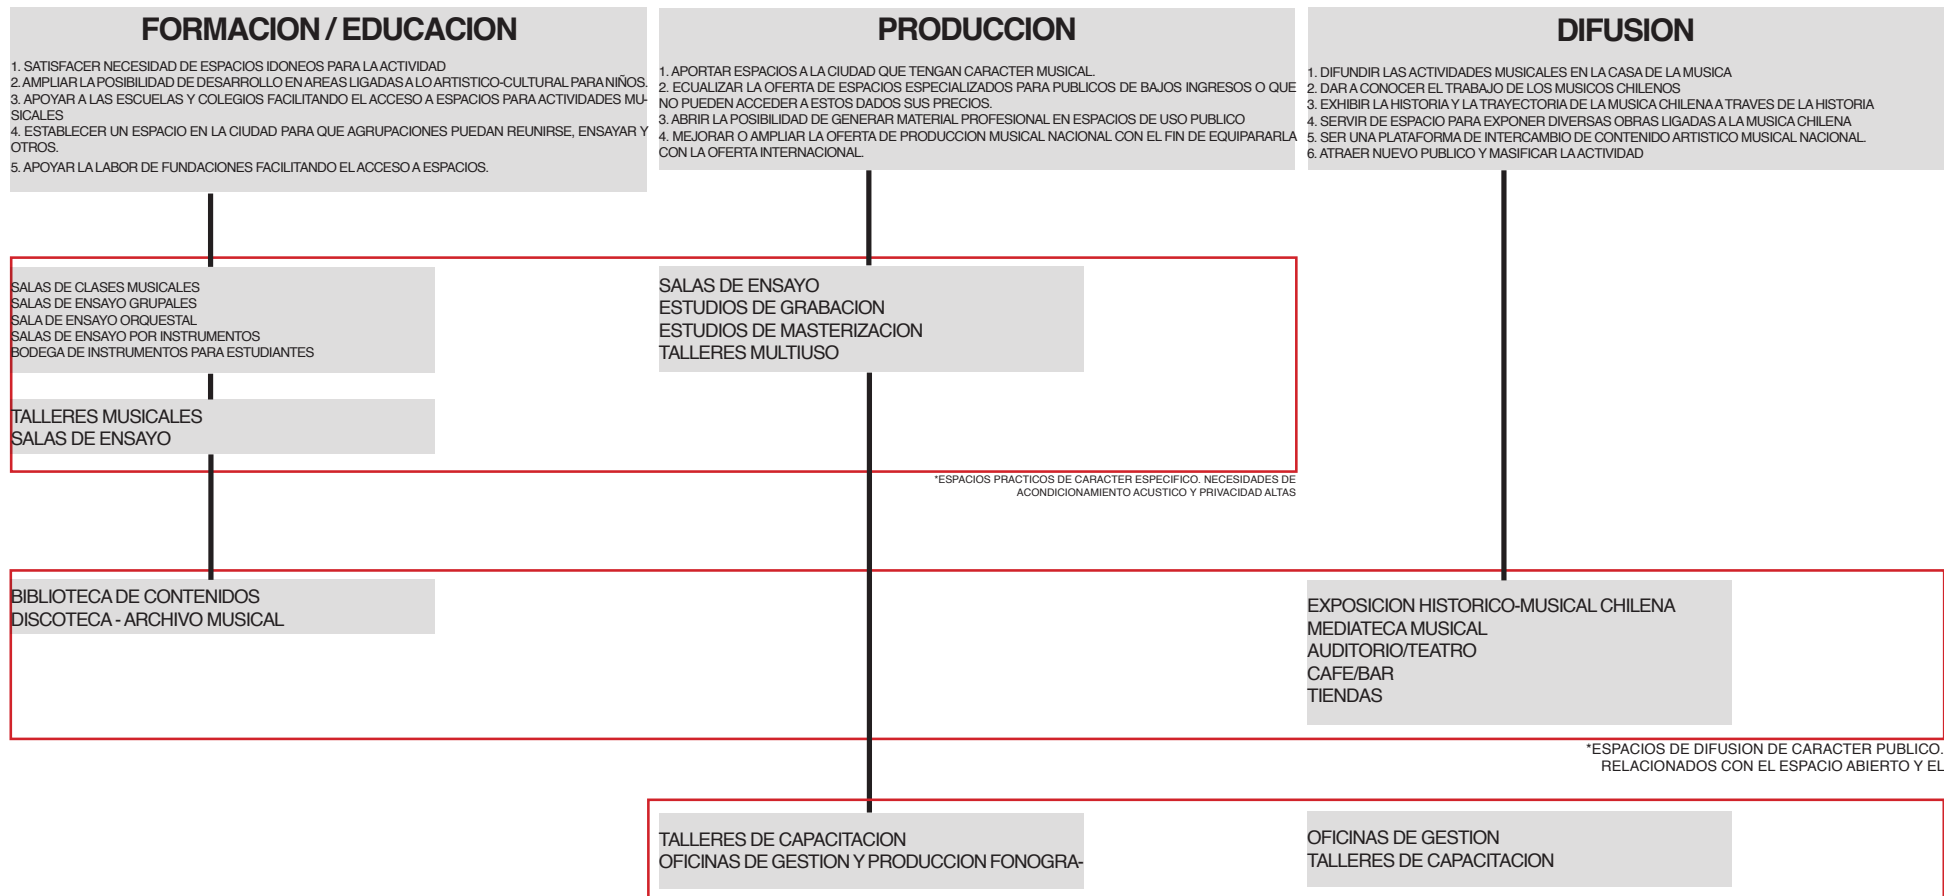 FORMACION / EDUCACION
1. SATISFACER NECESIDAD DE ESPACIOS IDONEOS PARA LA ACTIVIDAD
2. AMPLIAR LA POSIBILIDAD DE DESARROLLO EN AREAS LIGADAS A LO ARTISTICO-CULTURAL PARA NIÑOS.
3. APOYAR A LAS ESCUELAS Y COLEGIOS FACILITANDO EL ACCESO A ESPACIOS PARA ACTIVIDADES MU-
SICALES
4. ESTABLECER UN ESPACIO EN LA CIUDAD PARA QUE AGRUPACIONES PUEDAN REUNIRSE, ENSAYAR Y
OTROS.
5. APOYAR LA LABOR DE FUNDACIONES FACILITANDO EL ACCESO A ESPACIOS.
PRODUCCION
1. APORTAR ESPACIOS A LA CIUDAD QUE TENGAN CARACTER MUSICAL.
2. ECUALIZAR LA OFERTA DE ESPACIOS ESPECIALIZADOS PARA PUBLICOS DE BAJOS INGRESOS O QUE
NO PUEDEN ACCEDER A ESTOS DADOS SUS PRECIOS.
3. ABRIR LA POSIBILIDAD DE GENERAR MATERIAL PROFESIONAL EN ESPACIOS DE USO PUBLICO
4. MEJORAR O AMPLIAR LA OFERTA DE PRODUCCION MUSICAL NACIONAL CON EL FIN DE EQUIPARARLA
CON LA OFERTA INTERNACIONAL.
DIFUSION
1. DIFUNDIR LAS ACTIVIDADES MUSICALES EN LA CASA DE LA MUSICA
2. DAR A CONOCER EL TRABAJO DE LOS MUSICOS CHILENOS
3. EXHIBIR LA HISTORIA Y LA TRAYECTORIA DE LA MUSICA CHILENA A TRAVES DE LA HISTORIA
4. SERVIR DE ESPACIO PARA EXPONER DIVERSAS OBRAS LIGADAS A LA MUSICA CHILENA
5. SER UNA PLATAFORMA DE INTERCAMBIO DE CONTENIDO ARTISTICO MUSICAL NACIONAL.
6. ATRAER NUEVO PUBLICO Y MASIFICAR LA ACTIVIDAD
SALAS DE CLASES MUSICALES
SALAS DE ENSAYO GRUPALES
SALA DE ENSAYO ORQUESTAL
SALAS DE ENSAYO POR INSTRUMENTOS
BODEGA DE INSTRUMENTOS PARA ESTUDIANTES
SALAS DE ENSAYO
ESTUDIOS DE GRABACION
ESTUDIOS DE MASTERIZACION
TALLERES MULTIUSO
TALLERES MUSICALES
SALAS DE ENSAYO
*ESPACIOS PRACTICOS DE CARACTER ESPECIFICO. NECESIDADES DE
ACONDICIONAMIENTO ACUSTICO Y PRIVACIDAD ALTAS
BIBLIOTECA DE CONTENIDOS
DISCOTECA - ARCHIVO MUSICAL
EXPOSICION HISTORICO-MUSICAL CHILENA
MEDIATECA MUSICAL
AUDITORIO/TEATRO
CAFE/BAR
TIENDAS
*ESPACIOS DE DIFUSION DE CARACTER PUBLICO.
RELACIONADOS CON EL ESPACIO ABIERTO Y EL
TALLERES DE CAPACITACION
OFICINAS DE GESTION Y PRODUCCION FONOGRA-
OFICINAS DE GESTION
TALLERES DE CAPACITACION